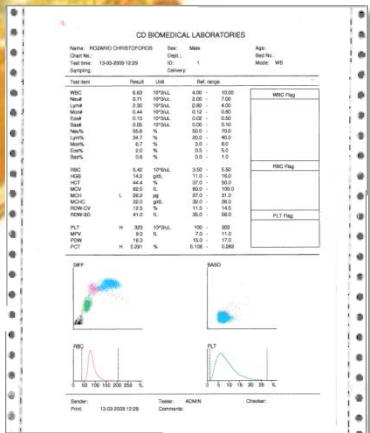 CD BIOMEDICAL LABORATORIES
Name: ROZARIO CHRISTOFOROS Sex: Male Age:
Chart No.: Dept.: Bed No.:
Test time: 13-03-2009 12:29 ID: 1 Mode: WB
Sampling: Delivery:
Test item Result Unit Ref. range
WBC 6.63 10^3/uL 4.00 - 10.00 WBC Flag
Neu# 3.71 10^3/uL 2.00 - 7.00
Lym# 2.30 10^3/uL 0.80 - 4.00
Mon# 0.44 10^3/uL 0.12 - 0.80
Eos# 0.13 10^3/uL 0.02 - 0.50
Bas# 0.05 10^3/uL 0.00 - 0.10
Neu% 55.8 % 50.0 - 70.0
Lym% 34.7 % 20.0 - 40.0
Mon% 6.7 % 3.0 - 8.0
Eos% 2.0 % 0.5 - 5.0
Bas% 0.8 % 0.0 - 1.0
RBC 5.42 10^6/uL 3.50 - 5.50 RBC Flag
HGB 14.2 g/dL 11.0 - 16.0
HCT 44.4 % 37.0 - 50.0
MCV 82.0 fL 80.0 - 100.0
MCH L 26.2 pg 27.0 - 31.0
MCHC 32.0 g/dL 32.0 - 36.0
RDW-CV 12.5 % 11.5 - 14.5
RDW-SD 41.0 fL 35.0 - 56.0 PLT Flag
PLT H 323 10^3/uL 100 - 300
MPV 9.0 fL 7.0 - 11.0
PDW 16.3 15.0 - 17.0
PCT H 0.291 % 0.108 - 0.282
DIFF BASO
RBC PLT
0 50 100 150 200 250 fL 0 5 10 15 20 25 fL
Sender: Tester: ADMIN Checker:
Print: 13-03-2009 12:29 Comments: